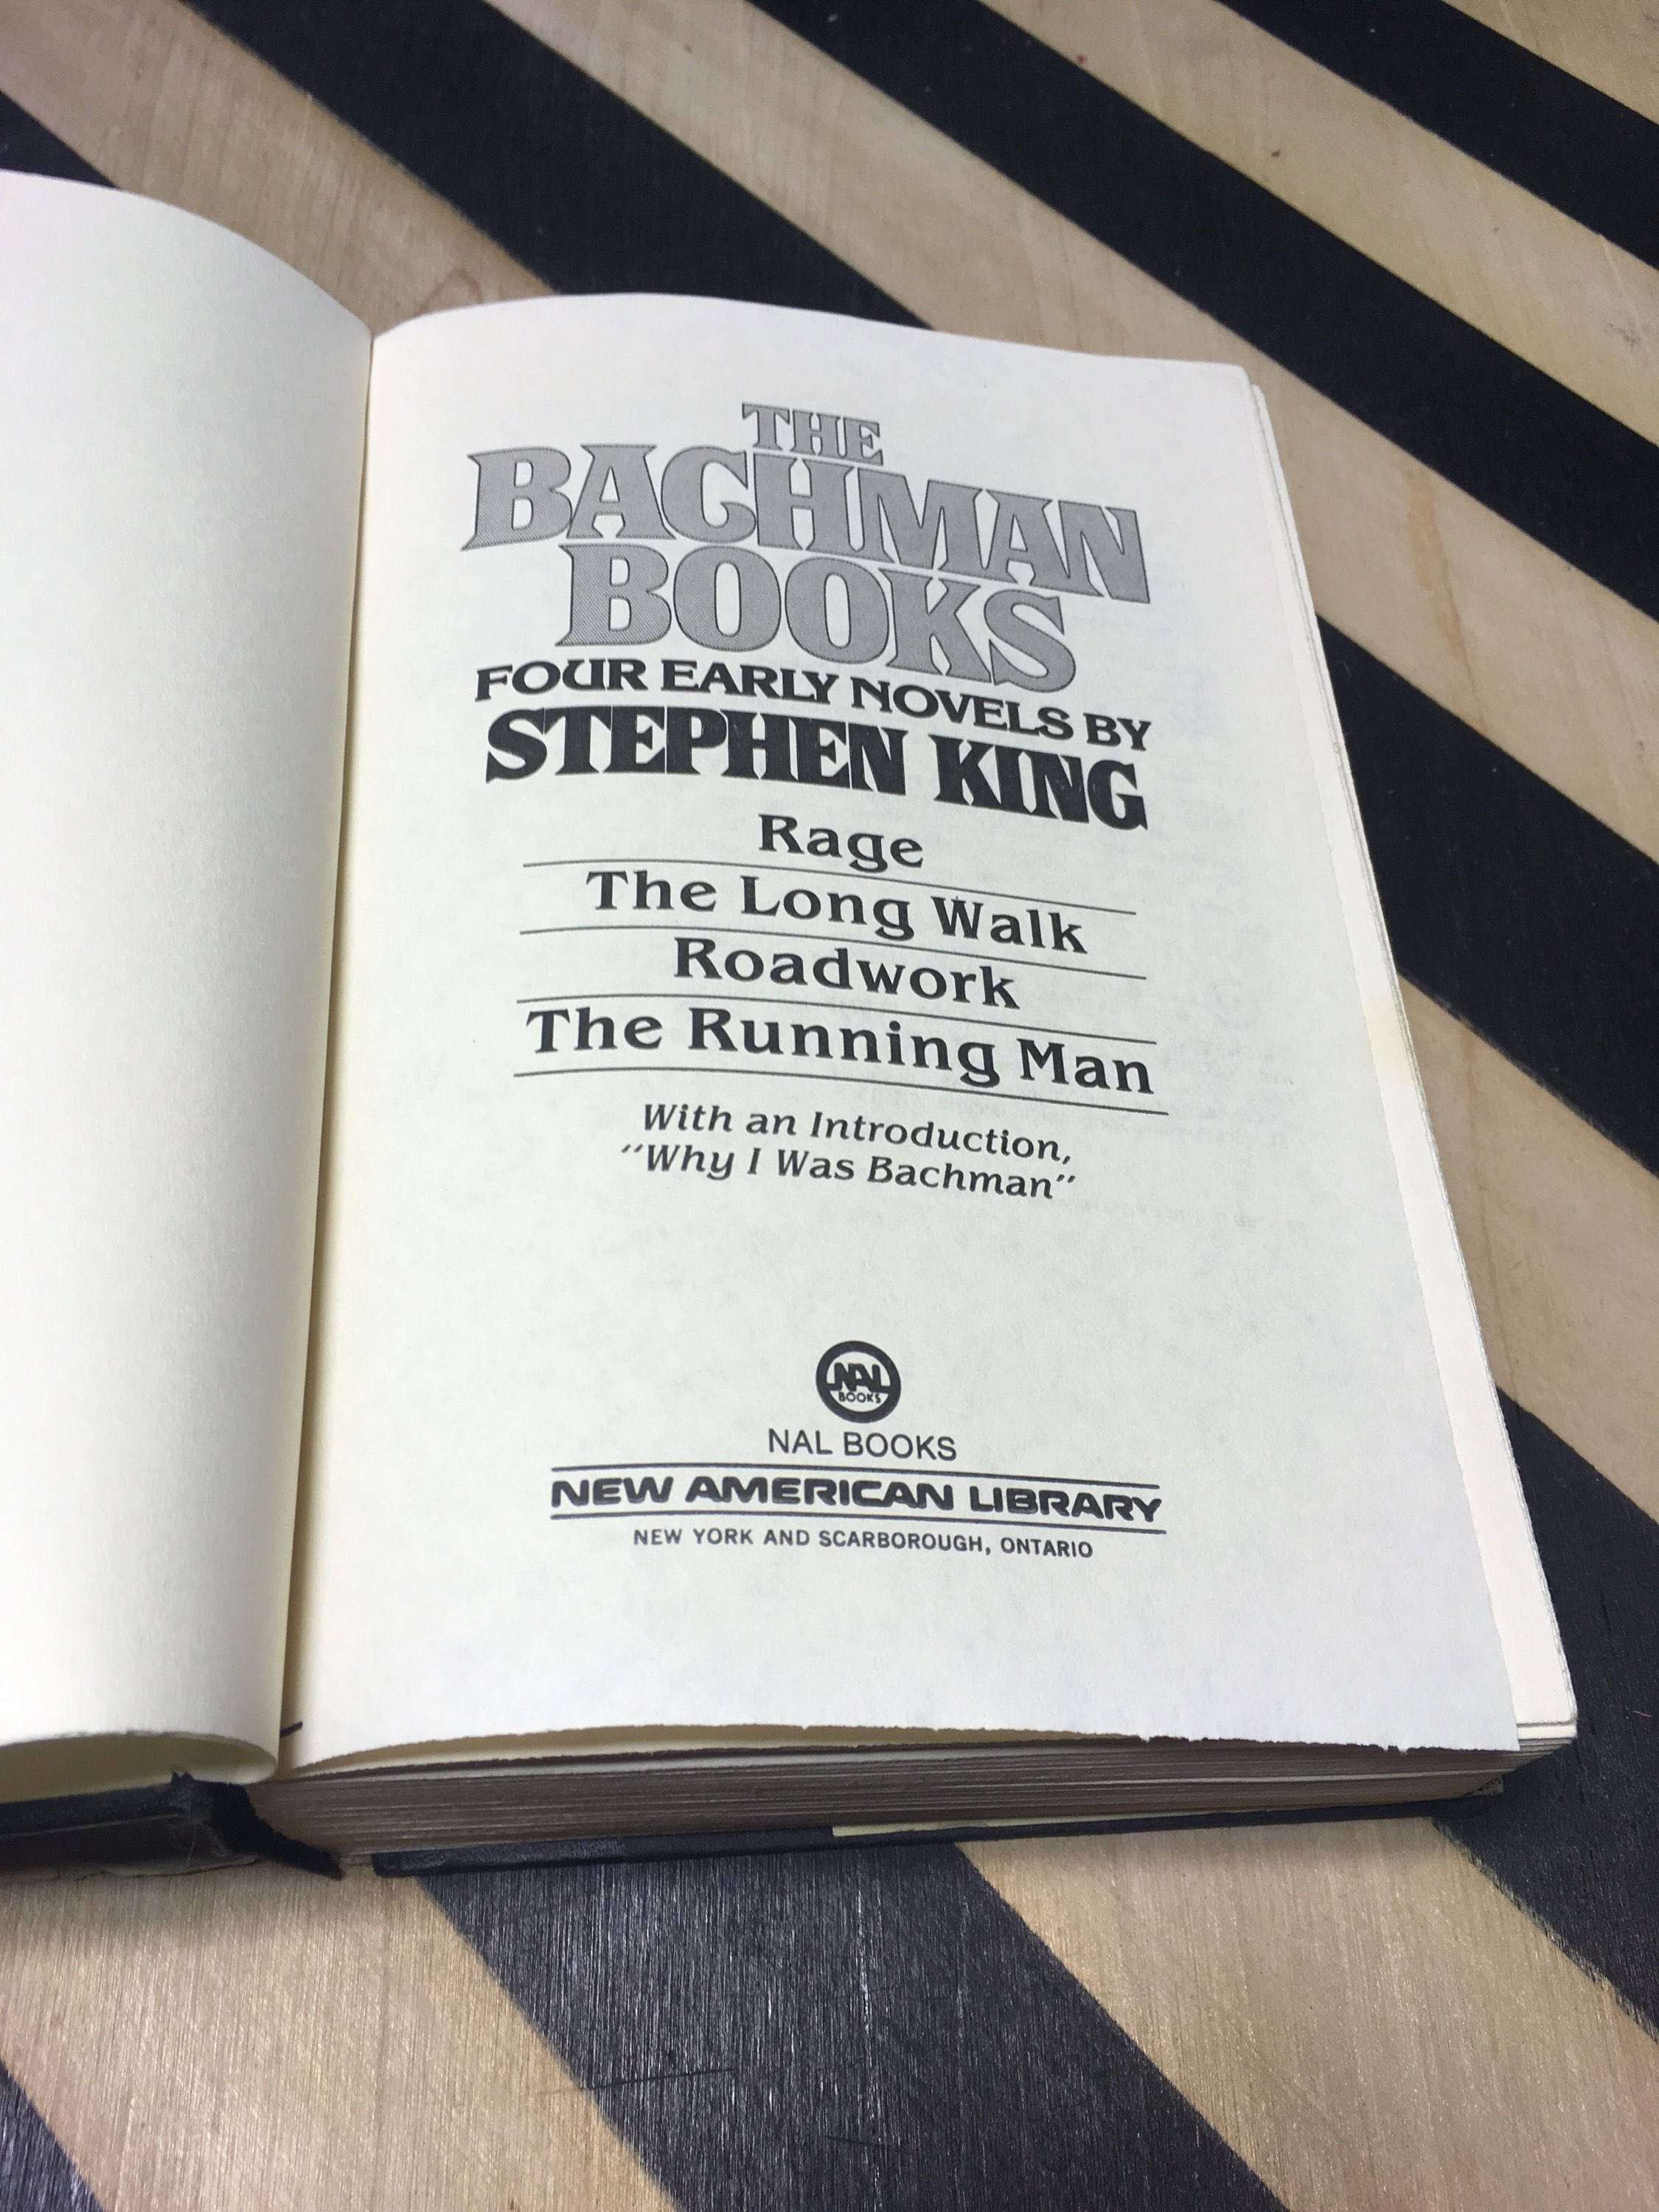 THE
BACHMAN
BOOKS
FOUR EARLY NOVELS BY
STEPHEN KING
Rage
The Long Walk
Roadwork
The Running Man
With an Introduction,
“Why I Was Bachman”
NAL
BOOKS
NAL BOOKS
NEW AMERICAN LIBRARY
NEW YORK AND SCARBOROUGH, ONTARIO